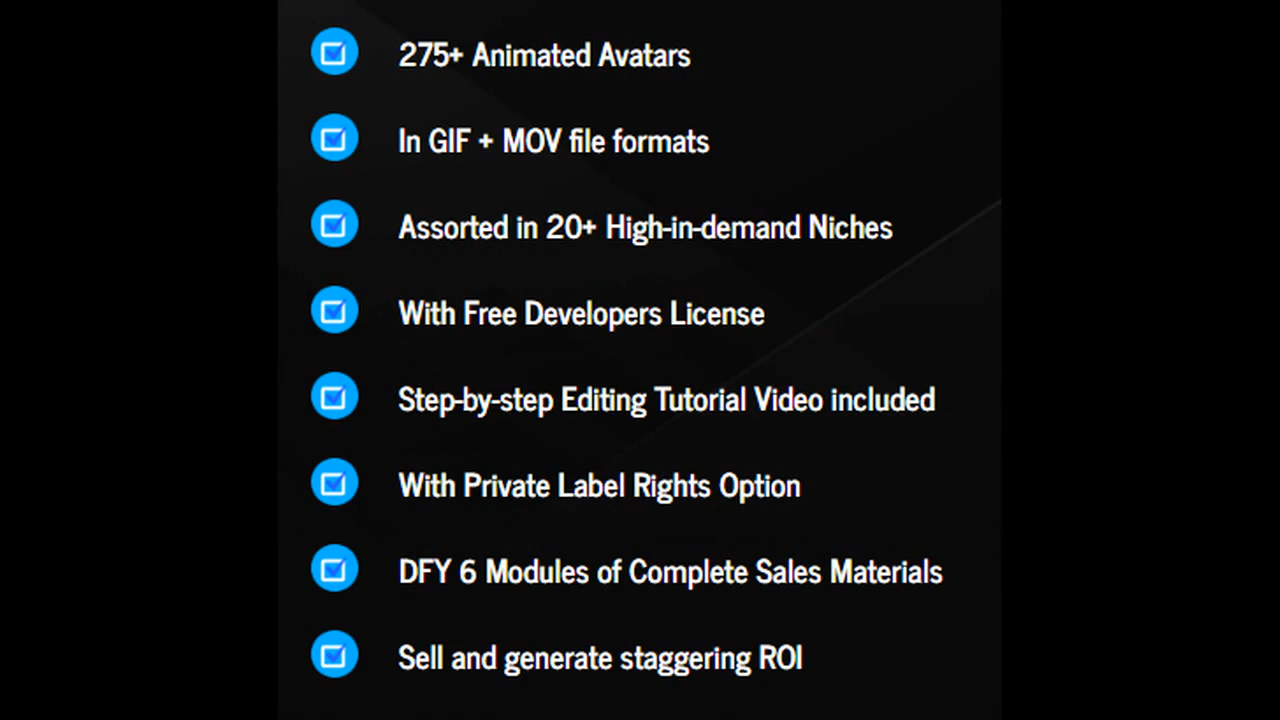 275+ Animated Avatars
In GIF + MOV file formats
Assorted in 20+ High-in-demand Niches
With Free Developers License
Step-by-step Editing Tutorial Video included
With Private Label Rights Option
DFY 6 Modules of Complete Sales Materials
Sell and generate staggering ROI